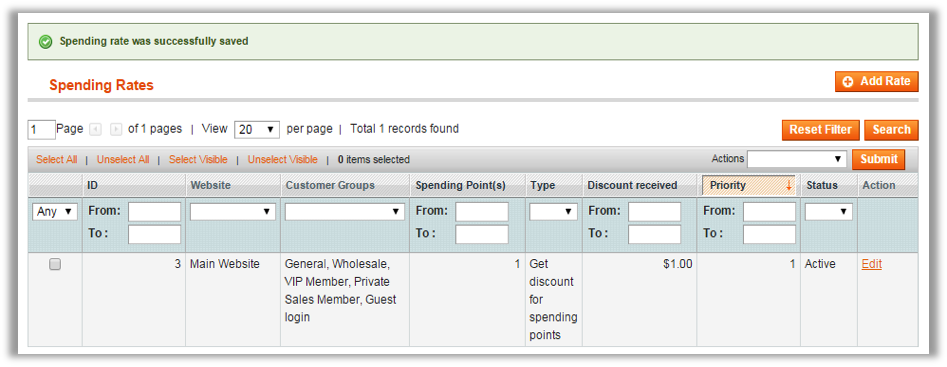 Spending rate was successfully saved
Spending Rates
Add Rate
1 Page of 1 pages | View 20 per page | Total 1 records found
Reset Filter Search
Select All | Unselect All | Select Visible | Unselect Visible | 0 items selected
Actions Submit
ID Website Customer Groups Spending Point(s) Type Discount received Priority Status Action
Any From: From: From: From:
To : To : To : To :
3 Main Website General, Wholesale, 1 Get $1.00 1 Active Edit
VIP Member, Private discount
Sales Member, Guest for
login spending
points